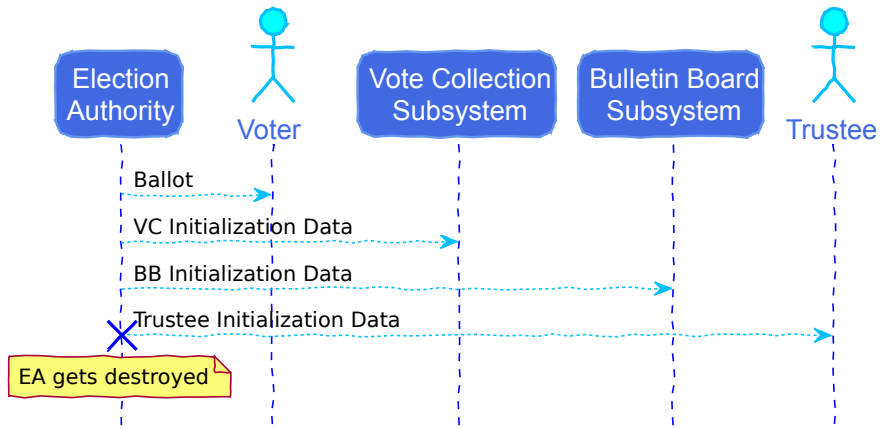 Election
Authority
Voter
Vote Collection
Subsystem
Bulletin Board
Subsystem
Trustee
Ballot
VC Initialization Data
BB Initialization Data
Trustee Initialization Data
EA gets destroyed